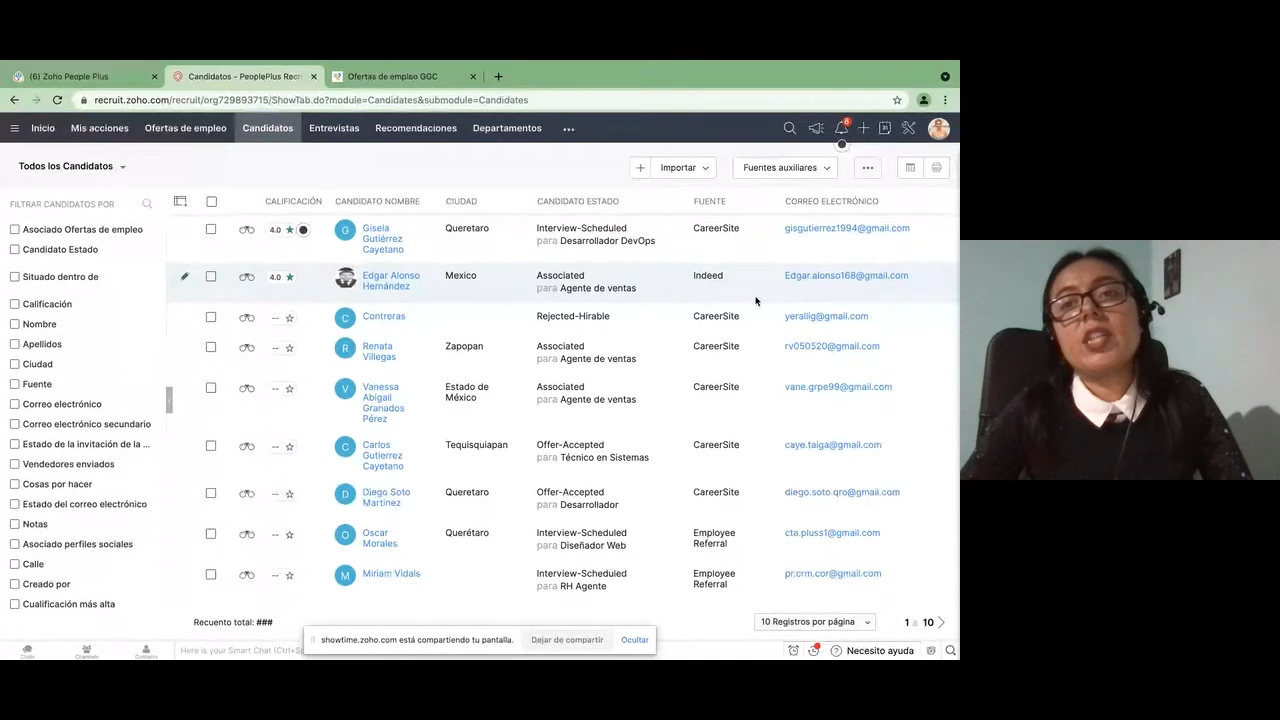 (6) Zoho People Plus
Candidatos - PeoplePlus Recr
Ofertas de empleo GGC
recruit.zoho.com/recruit/org729893715/ShowTab.do?module=Candidates&submodule=Candidates
Inicio
Mis acciones
Ofertas de empleo
Candidatos
Entrevistas
Recomendaciones
Departamentos
8
Todos los Candidatos
Importar
Fuentes auxiliares
FILTRAR CANDIDATOS POR
Asociado Ofertas de empleo
Candidato Estado
Situado dentro de
Calificación
Nombre
Apellidos
Ciudad
Fuente
Correo electrónico
Correo electrónico secundario
Estado de la invitación de la ...
Vendedores enviados
Cosas por hacer
Estado del correo electrónico
Notas
Asociado perfiles sociales
Calle
Creado por
Cualificación más alta
CALIFICACIÓN CANDIDATO NOMBRE CIUDAD CANDIDATO ESTADO FUENTE CORREO ELECTRÓNICO
4.0 G Gisela Queretaro Interview-Scheduled CareerSite gisgutierrez1994@gmail.com
Gutiérrez para Desarrollador DevOps
Cayetano
4.0 Edgar Alonso Mexico Associated Indeed Edgar.alonso168@gmail.com
Hernández para Agente de ventas
-- C Contreras Rejected-Hirable CareerSite yerallig@gmail.com
-- R Renata Zapopan Associated CareerSite rv050520@gmail.com
Villegas para Agente de ventas
-- V Vanessa Estado de Associated CareerSite vane.grpe99@gmail.com
Abigail México para Agente de ventas
Granados
Pérez
-- C Carlos Tequisquiapan Offer-Accepted CareerSite caye.taiga@gmail.com
Gutierrez para Técnico en Sistemas
Cayetano
-- D Diego Soto Queretaro Offer-Accepted CareerSite diego.soto.qro@gmail.com
Martinez para Desarrollador
-- O Oscar Querétaro Interview-Scheduled Employee cta.pluss1@gmail.com
Morales para Diseñador Web Referral
-- M Miriam Vidals Interview-Scheduled Employee pr.crm.cor@gmail.com
para RH Agente Referral
Recuento total: ###
10 Registros por página
1 a 10
showtime.zoho.com está compartiendo tu pantalla.
Dejar de compartir
Ocultar
Chats
Channels
Contacts
Here is your Smart Chat (Ctrl+Sp
Necesito ayuda